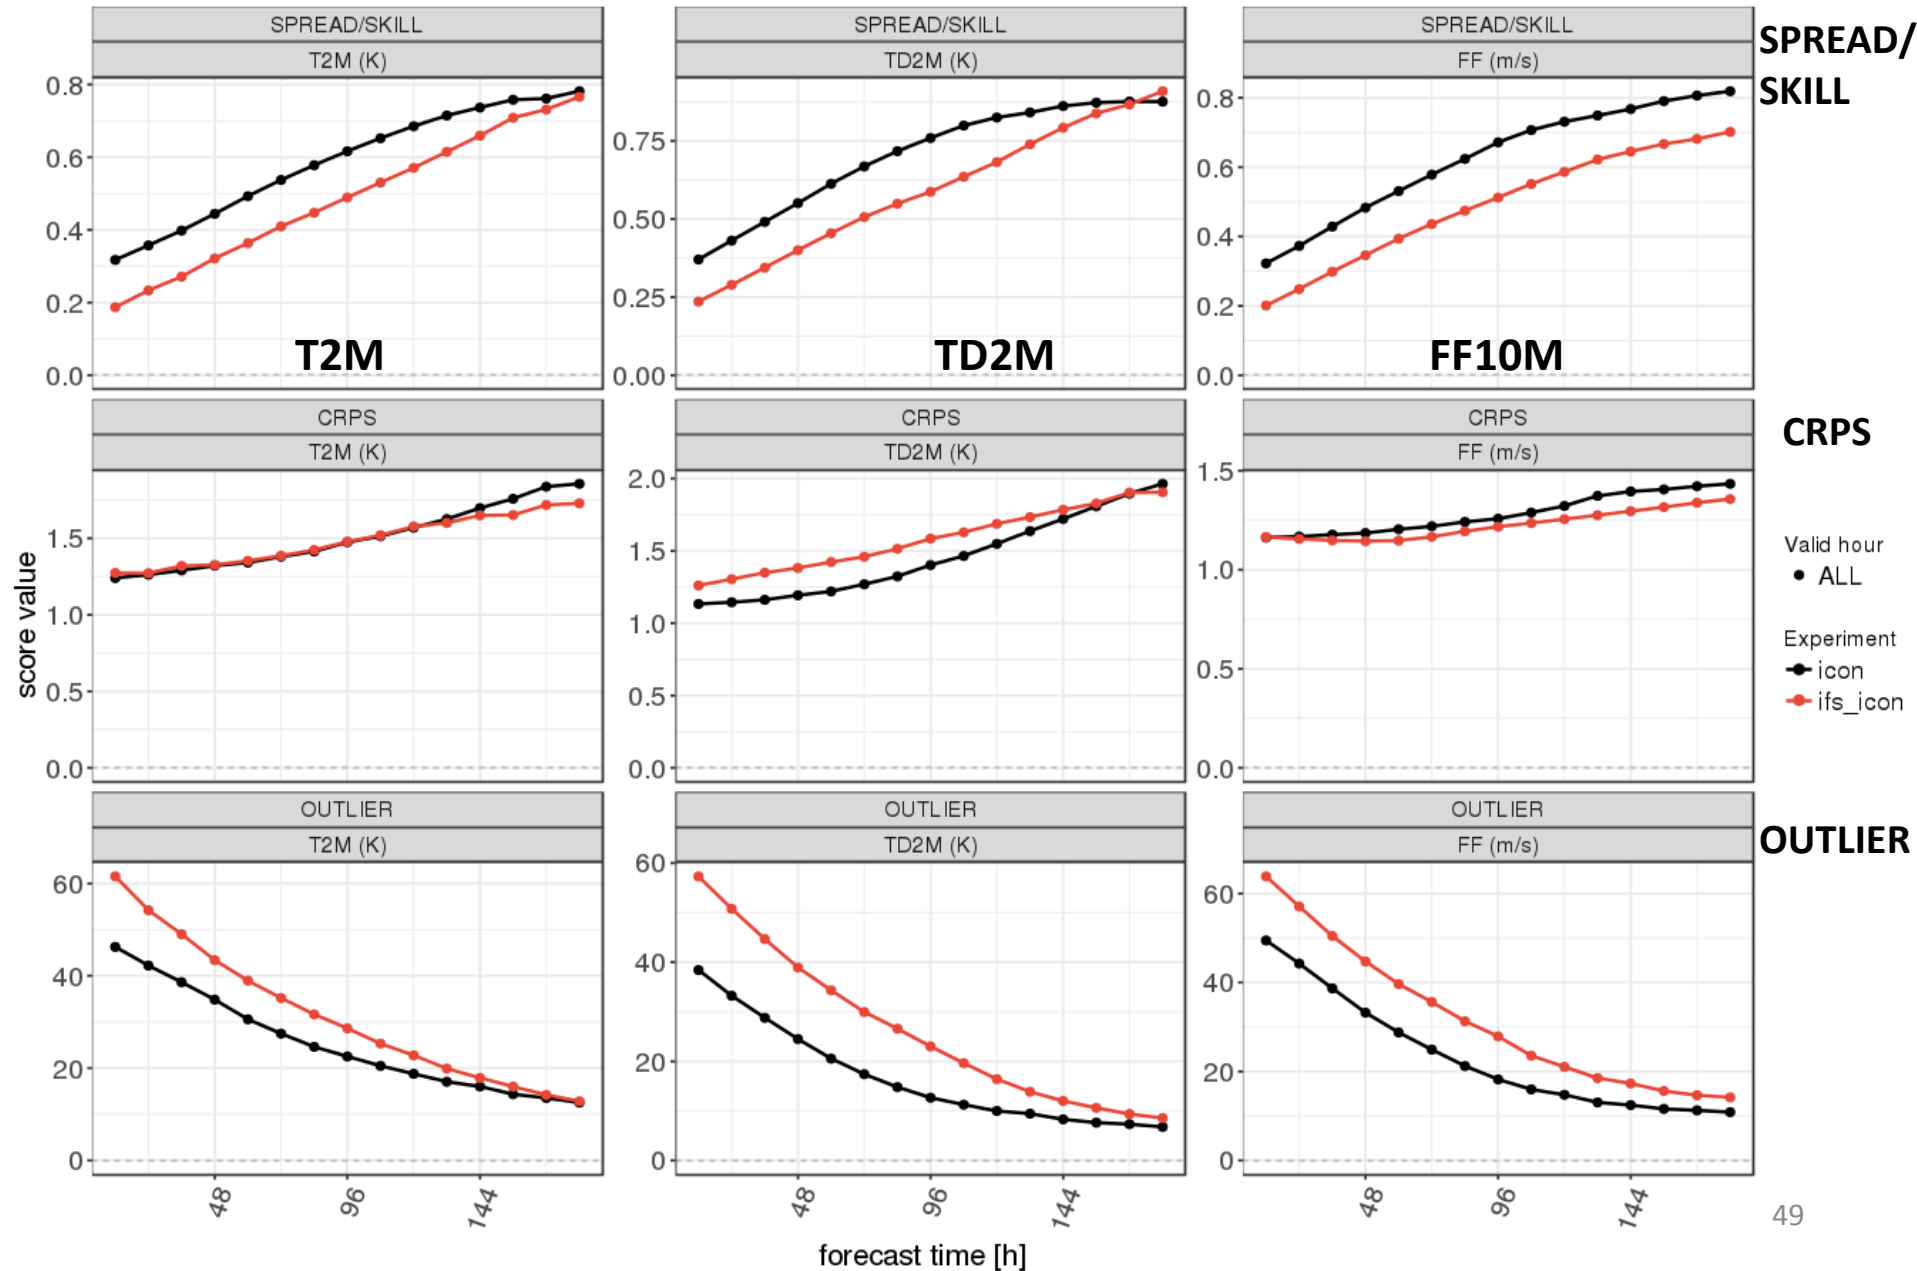 SPREAD/SKILL
SPREAD/SKILL
SPREAD/SKILL
SPREAD/
SKILL
T2M (K)
TD2M (K)
FF (m/s)
0.8
0.6
0.4
0.2
0.0
0.75
0.50
0.25
0.00
0.8
0.6
0.4
0.2
0.0
T2M
TD2M
FF10M
CRPS
CRPS
CRPS
CRPS
T2M (K)
TD2M (K)
FF (m/s)
1.5
1.0
0.5
0.0
2.0
1.5
1.0
0.5
0.0
1.5
1.0
0.5
0.0
score value
Valid hour
ALL
Experiment
icon
ifs_icon
OUTLIER
OUTLIER
OUTLIER
OUTLIER
T2M (K)
TD2M (K)
FF (m/s)
60
40
20
0
60
40
20
0
60
40
20
0
48
96
144
48
96
144
48
96
144
49
forecast time [h]